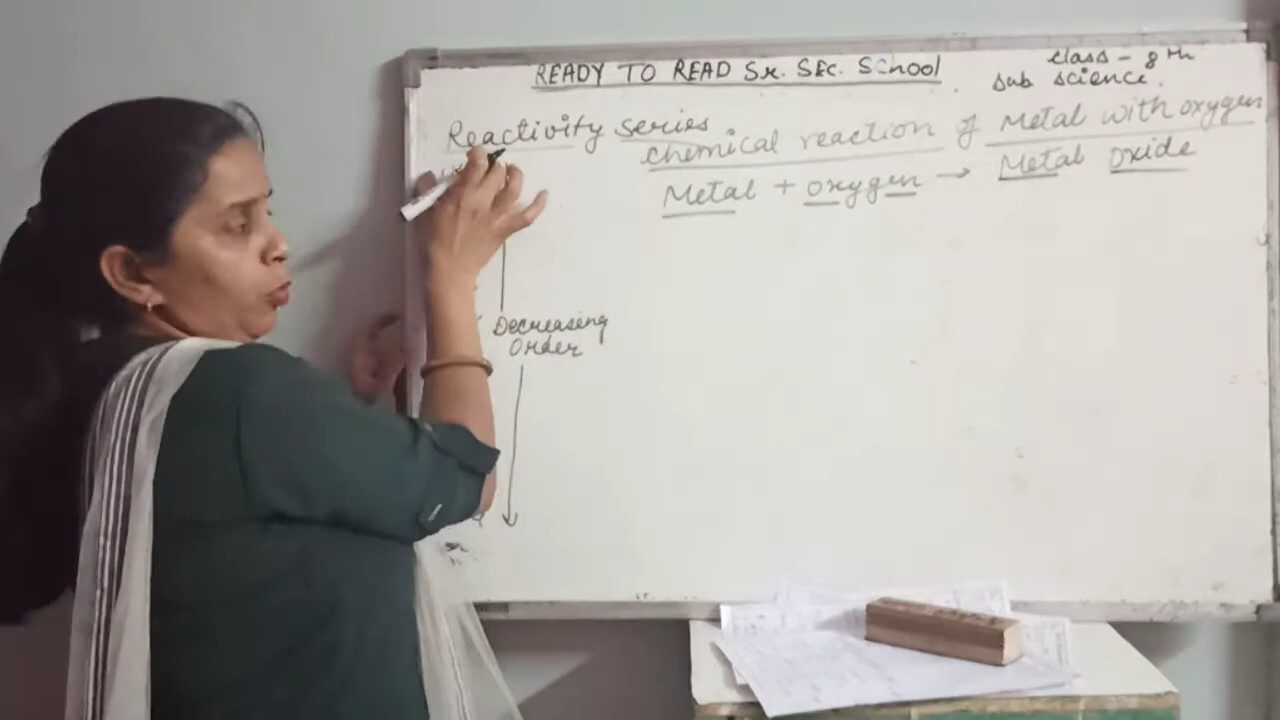 READY TO READ Sr. SEC. SCHOOL
class - 8th
sub science.
Reactivity series
chemical reaction of Metal with oxygen
Metal + oxygen → Metal oxide
Decreasing
Order